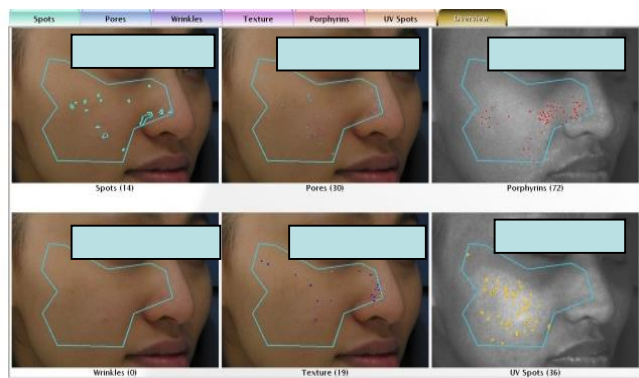 Spots Pores Wrinkles Texture Porphyrins UV Spots Overview
Spots (14) Pores (30) Porphyrins (72)
Wrinkles (0) Texture (19) UV Spots (36)